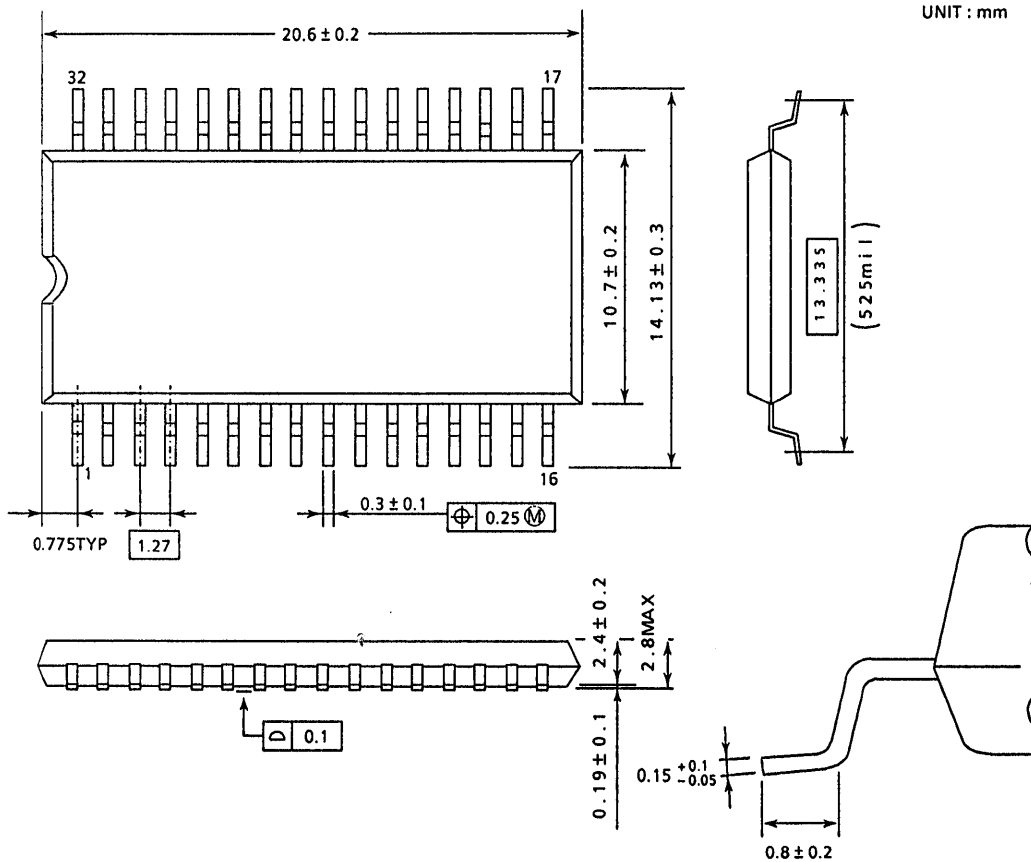 UNIT : mm
20.6 ± 0.2
32
17
10.7 ± 0.2
14.13 ± 0.3
13.335
(525mil)
1
16
0.775TYP
1.27
0.3 ± 0.1
⌖ 0.25 Ⓜ
2.4 ± 0.2
2.8MAX
0.19 ± 0.1
⌓ 0.1
0.15 +0.1 −0.05
0.8 ± 0.2